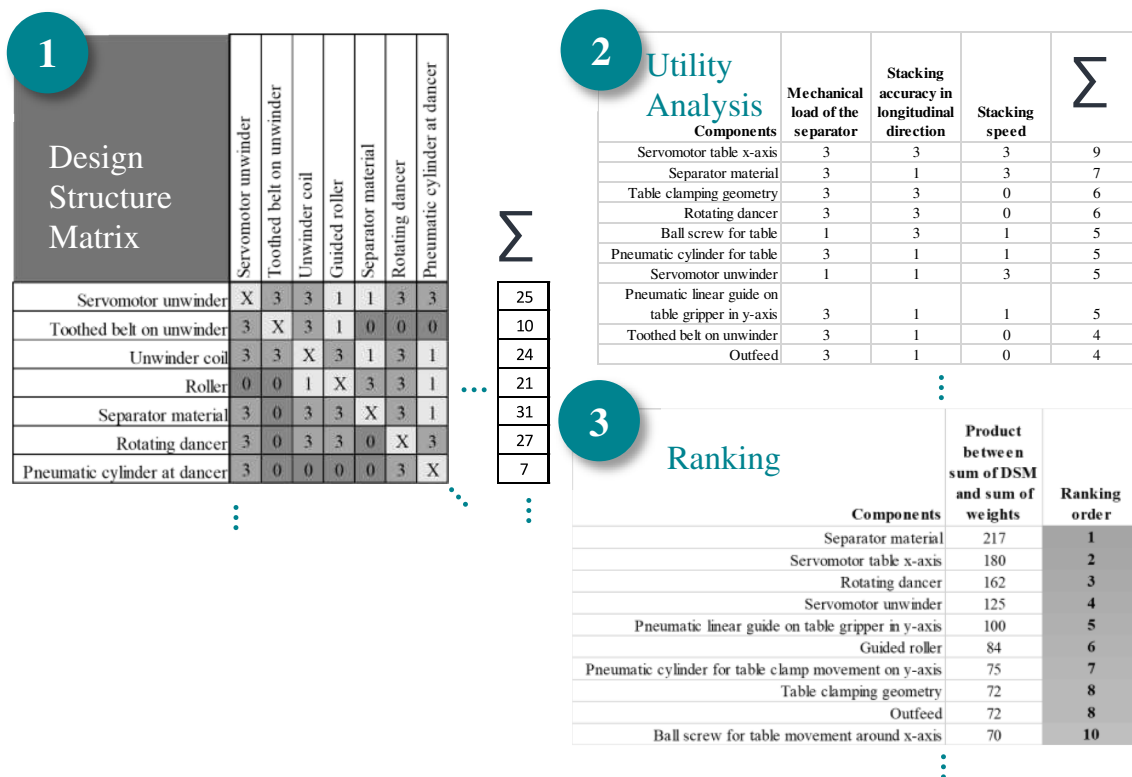 1
Design
Structure
Matrix
Servomotor unwinder
Toothed belt on unwinder
Unwinder coil
Guided roller
Separator material
Rotating dancer
Pneumatic cylinder at dancer
∑
Servomotor unwinder X 3 3 1 1 3 3 25
Toothed belt on unwinder 3 X 3 1 0 0 0 10
Unwinder coil 3 3 X 3 1 3 1 24
Roller 0 0 1 X 3 3 1 ... 21
Separator material 3 0 3 3 X 3 1 31
Rotating dancer 3 0 3 3 0 X 3 27
Pneumatic cylinder at dancer 3 0 0 0 0 3 X 7
2
Utility
Analysis
Components
Mechanical
load of the
separator
Stacking
accuracy in
longitudinal
direction
Stacking
speed
∑
Servomotor table x-axis 3 3 3 9
Separator material 3 1 3 7
Table clamping geometry 3 3 0 6
Rotating dancer 3 3 0 6
Ball screw for table 1 3 1 5
Pneumatic cylinder for table 3 1 1 5
Servomotor unwinder 1 1 3 5
Pneumatic linear guide on
table gripper in y-axis 3 1 1 5
Toothed belt on unwinder 3 1 0 4
Outfeed 3 1 0 4
3
Ranking
Components
Product
between
sum of DSM
and sum of
weights
Ranking
order
Separator material 217 1
Servomotor table x-axis 180 2
Rotating dancer 162 3
Servomotor unwinder 125 4
Pneumatic linear guide on table gripper in y-axis 100 5
Guided roller 84 6
Pneumatic cylinder for table clamp movement on y-axis 75 7
Table clamping geometry 72 8
Outfeed 72 8
Ball screw for table movement around x-axis 70 10